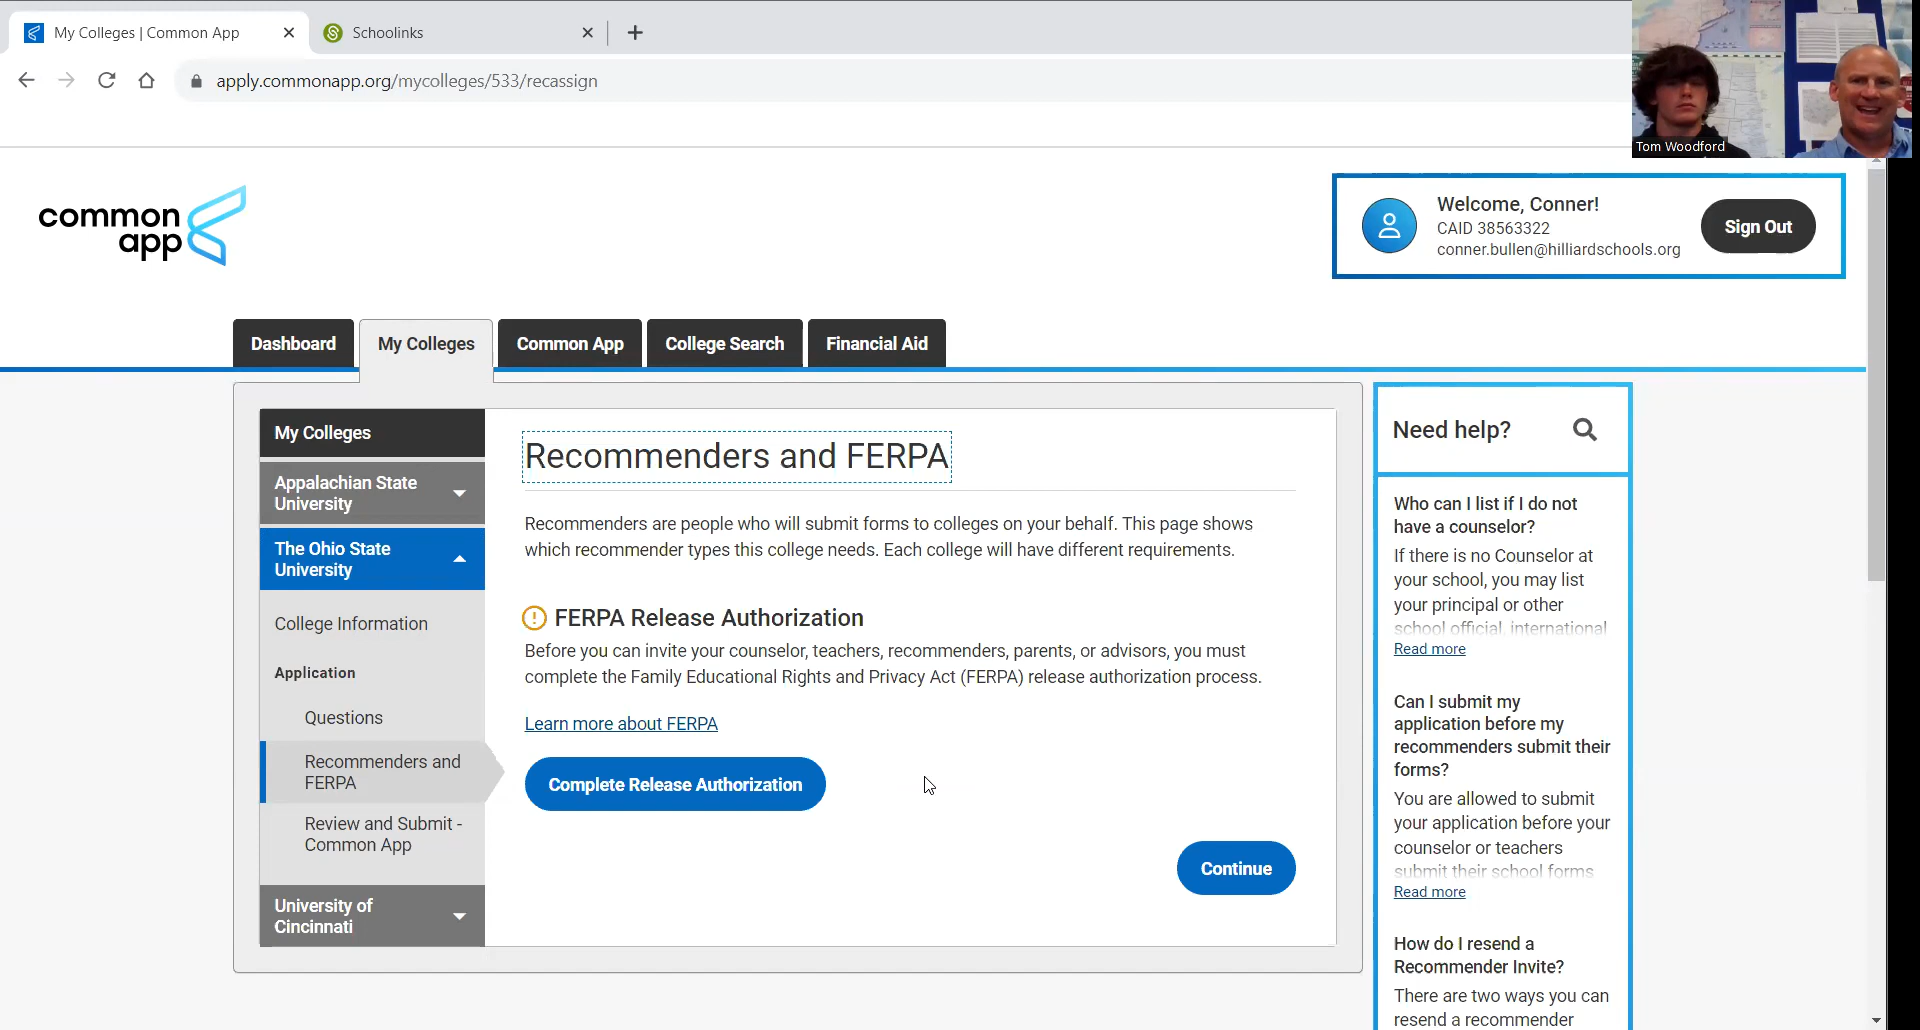 My Colleges | Common App
Schoolinks
apply.commonapp.org/mycolleges/533/recassign
Tom Woodford
common
app
Welcome, Conner!
CAID 38563322
conner.bullen@hilliardschools.org
Sign Out
Dashboard
My Colleges
Common App
College Search
Financial Aid
My Colleges
Appalachian State
University
The Ohio State
University
College Information
Application
Questions
Recommenders and
FERPA
Review and Submit -
Common App
University of
Cincinnati
Recommenders and FERPA
Recommenders are people who will submit forms to colleges on your behalf. This page shows
which recommender types this college needs. Each college will have different requirements.
FERPA Release Authorization
Before you can invite your counselor, teachers, recommenders, parents, or advisors, you must
complete the Family Educational Rights and Privacy Act (FERPA) release authorization process.
Learn more about FERPA
Complete Release Authorization
Continue
Need help?
Who can I list if I do not
have a counselor?
If there is no Counselor at
your school, you may list
your principal or other
school official, international
Read more
Can I submit my
application before my
recommenders submit their
forms?
You are allowed to submit
your application before your
counselor or teachers
submit their school forms
Read more
How do I resend a
Recommender Invite?
There are two ways you can
resend a recommender